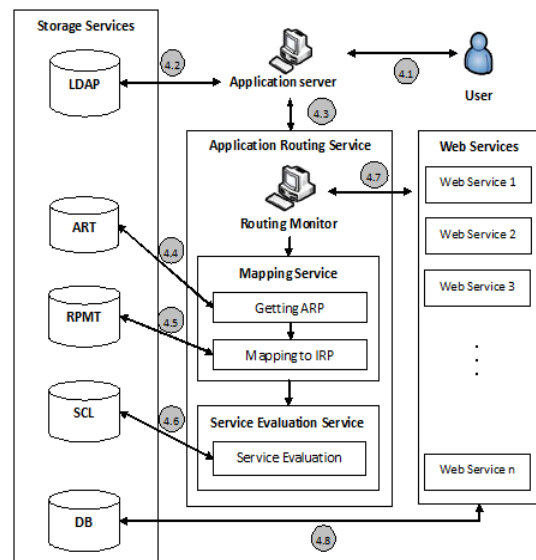 Storage Services
LDAP
4.2
Application server
4.1
User
4.3
Application Routing Service
Web Services
Routing Monitor
4.7
Web Service 1
ART
4.4
Web Service 2
Mapping Service
Getting ARP
Web Service 3
RPMT
4.5
Mapping to IRP
SCL
4.6
Service Evaluation Service
Service Evaluation
Web Service n
DB
4.8